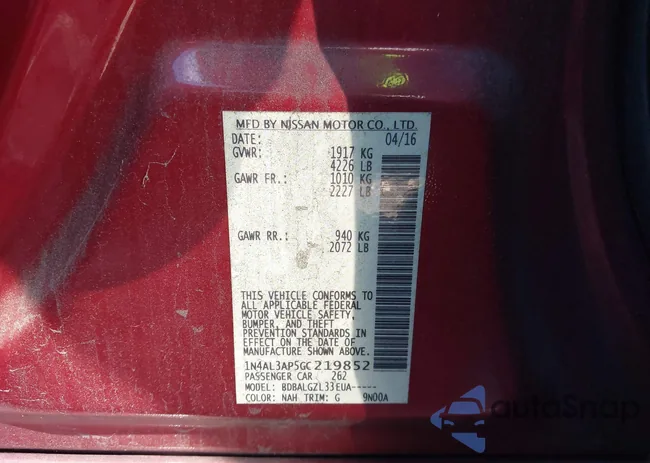 MFD BY NISSAN MOTOR CO., LTD.
DATE: 04/16
GVWR: 1917 KG
4226 LB
GAWR FR.: 1010 KG
2227 LB
GAWR RR.: 940 KG
2072 LB
THIS VEHICLE CONFORMS TO
ALL APPLICABLE FEDERAL
MOTOR VEHICLE SAFETY,
BUMPER, AND THEFT
PREVENTION STANDARDS IN
EFFECT ON THE DATE OF
MANUFACTURE SHOWN ABOVE.
1N4AL3AP5GC219852
PASSENGER CAR 262
MODEL: BDBALGZL33EUA-----
COLOR: NAH TRIM: G 9N00A
autoSnap